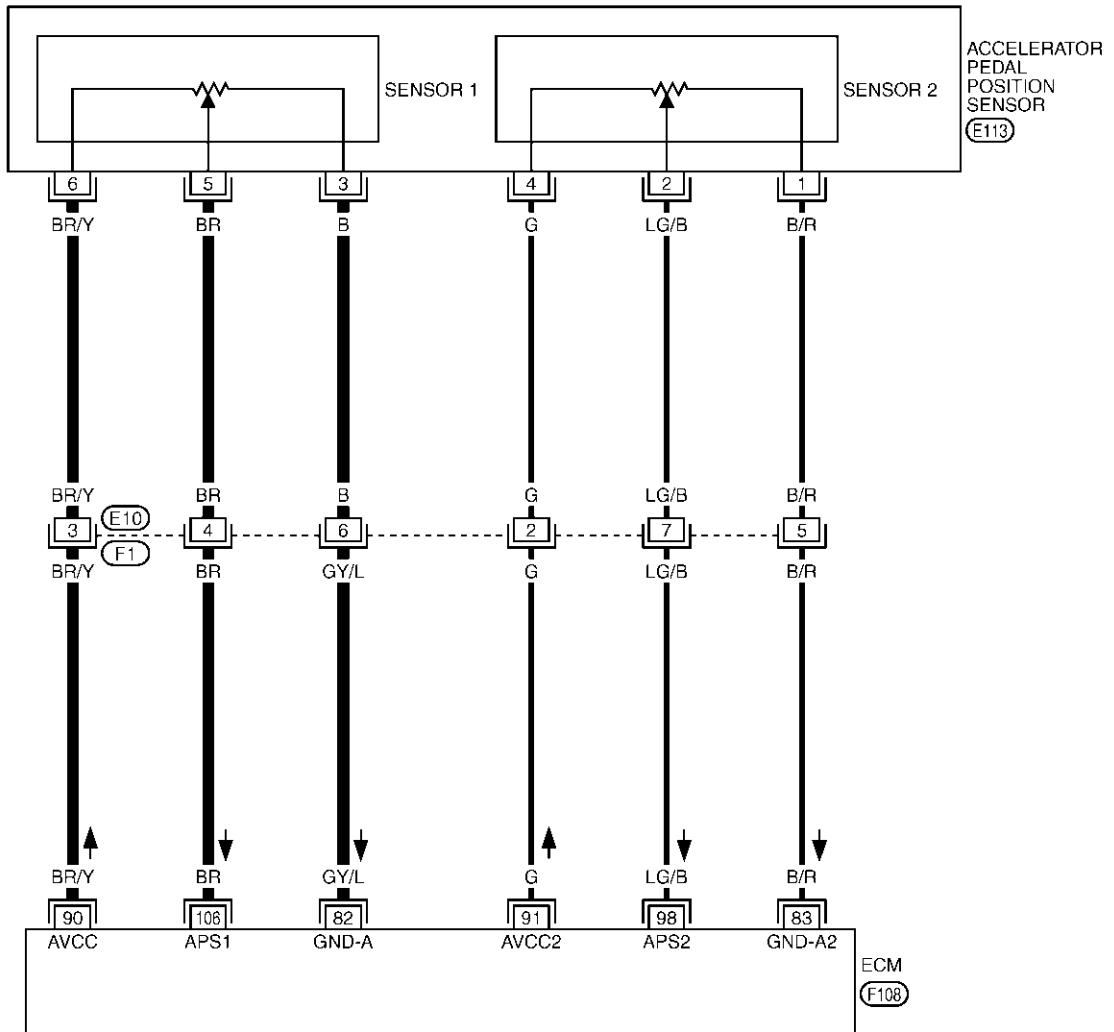 ACCELERATOR
PEDAL
POSITION
SENSOR
E113
SENSOR 1
SENSOR 2
6 5 3 4 2 1
BR/Y BR B G LG/B B/R
BR/Y BR B G LG/B B/R
E10
3 4 6 2 7 5
F1
BR/Y BR GY/L G LG/B B/R
BR/Y BR GY/L G LG/B B/R
90 106 82 91 98 83
AVCC APS1 GND-A AVCC2 APS2 GND-A2
ECM
F108